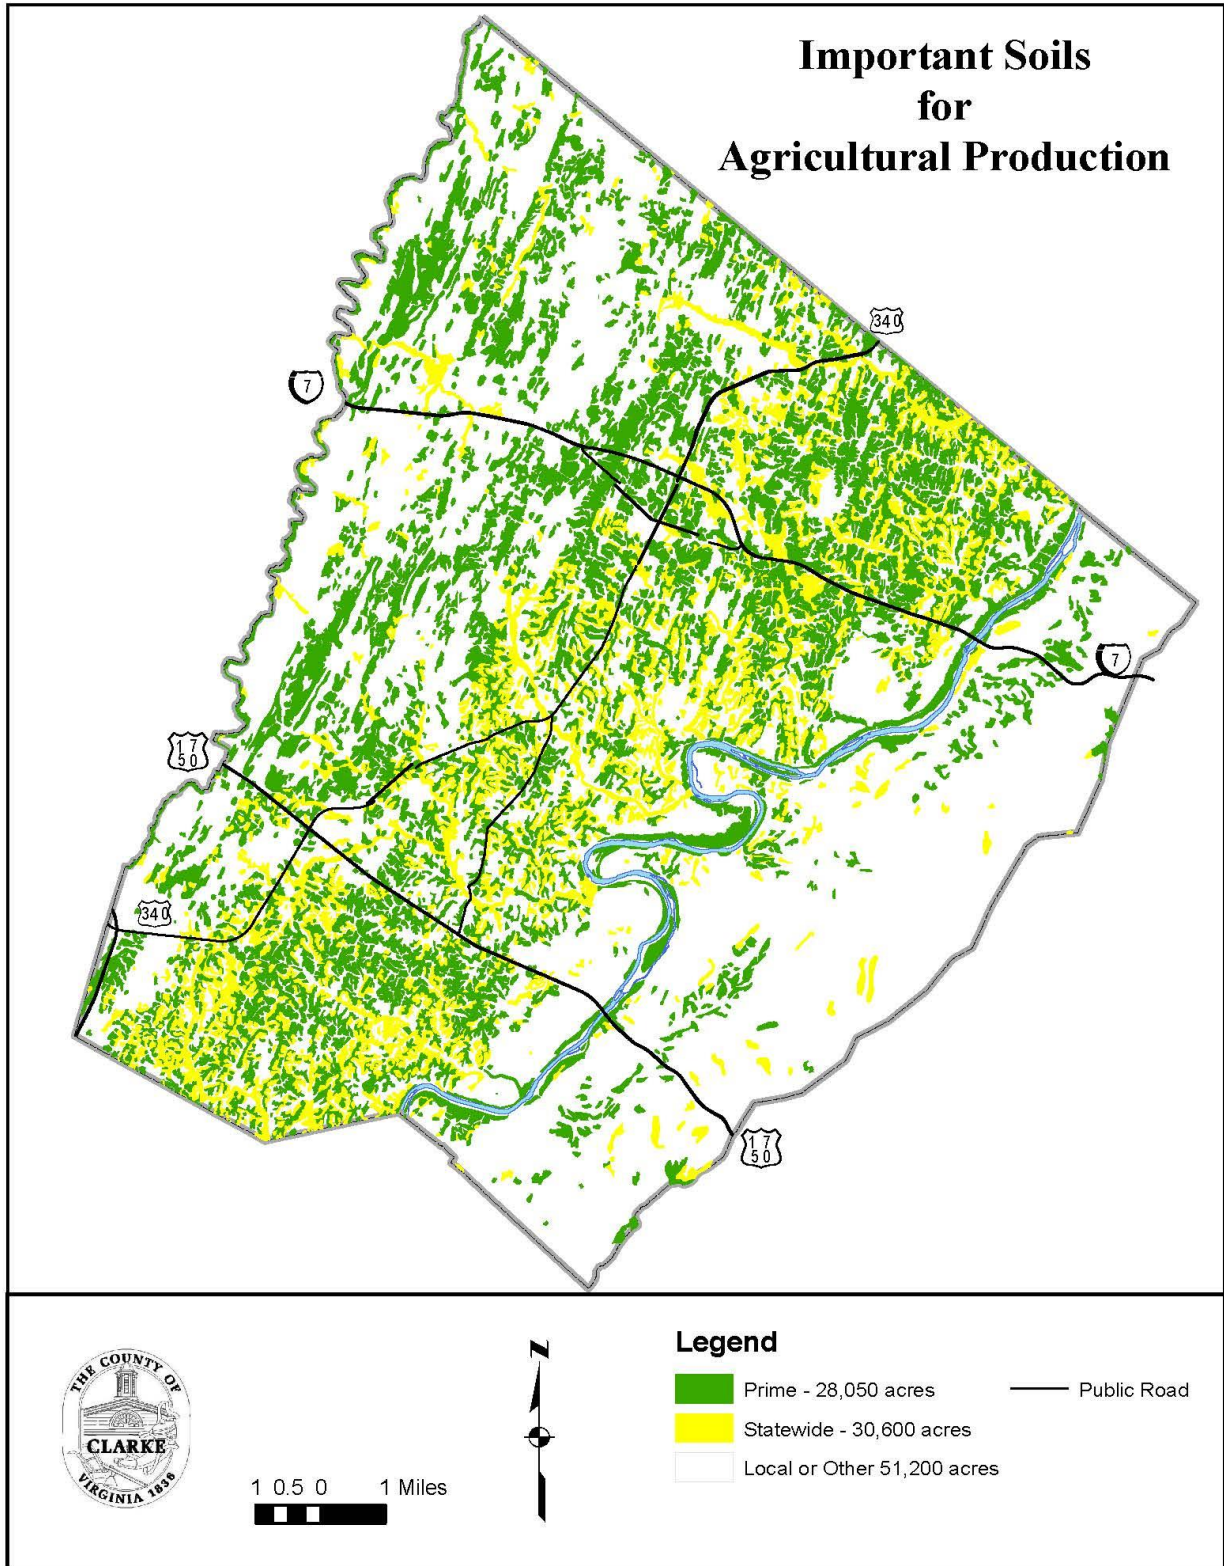 Important Soils
for
Agricultural Production
340
7
7
17
50
340
17
50
THE COUNTY OF
CLARKE
VIRGINIA 1836
1 0.5 0 1 Miles
N
Legend
Prime - 28,050 acres
Public Road
Statewide - 30,600 acres
Local or Other 51,200 acres